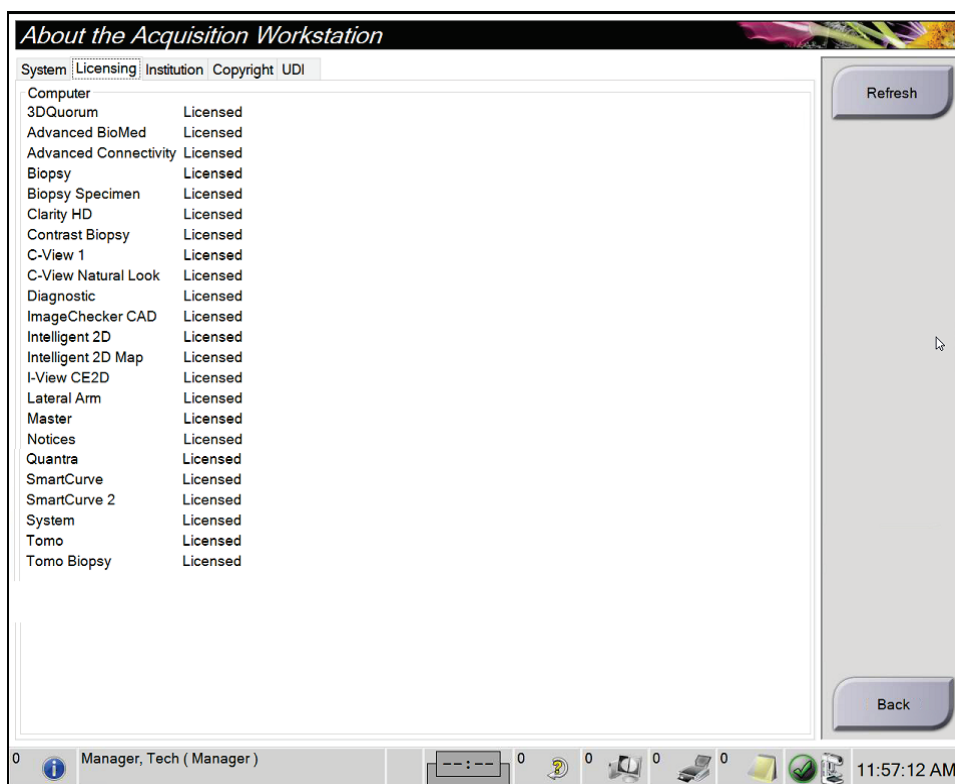 About the Acquisition Workstation
System Licensing Institution Copyright UDI
Refresh
Computer
3DQuorum Licensed
Advanced BioMed Licensed
Advanced Connectivity Licensed
Biopsy Licensed
Biopsy Specimen Licensed
Clarity HD Licensed
Contrast Biopsy Licensed
C-View 1 Licensed
C-View Natural Look Licensed
Diagnostic Licensed
ImageChecker CAD Licensed
Intelligent 2D Licensed
Intelligent 2D Map Licensed
I-View CE2D Licensed
Lateral Arm Licensed
Master Licensed
Notices Licensed
Quantra Licensed
SmartCurve Licensed
SmartCurve 2 Licensed
System Licensed
Tomo Licensed
Tomo Biopsy Licensed
Back
0 Manager, Tech ( Manager ) --:-- 0 0 0 0 11:57:12 AM